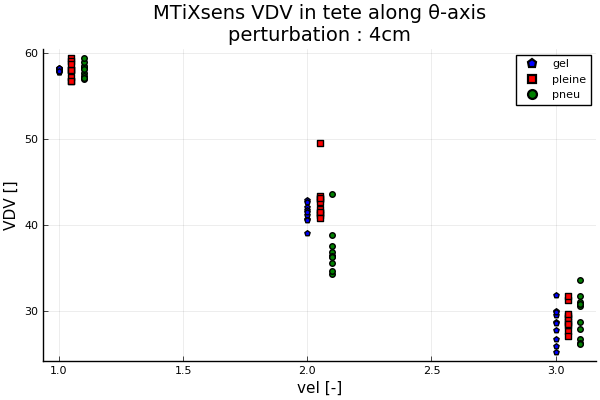 MTiXsens VDV in tete along θ-axis
perturbation : 4cm
gel
pleine
pneu
VDV []
60
50
40
30
1.0
1.5
2.0
2.5
3.0
vel [-]